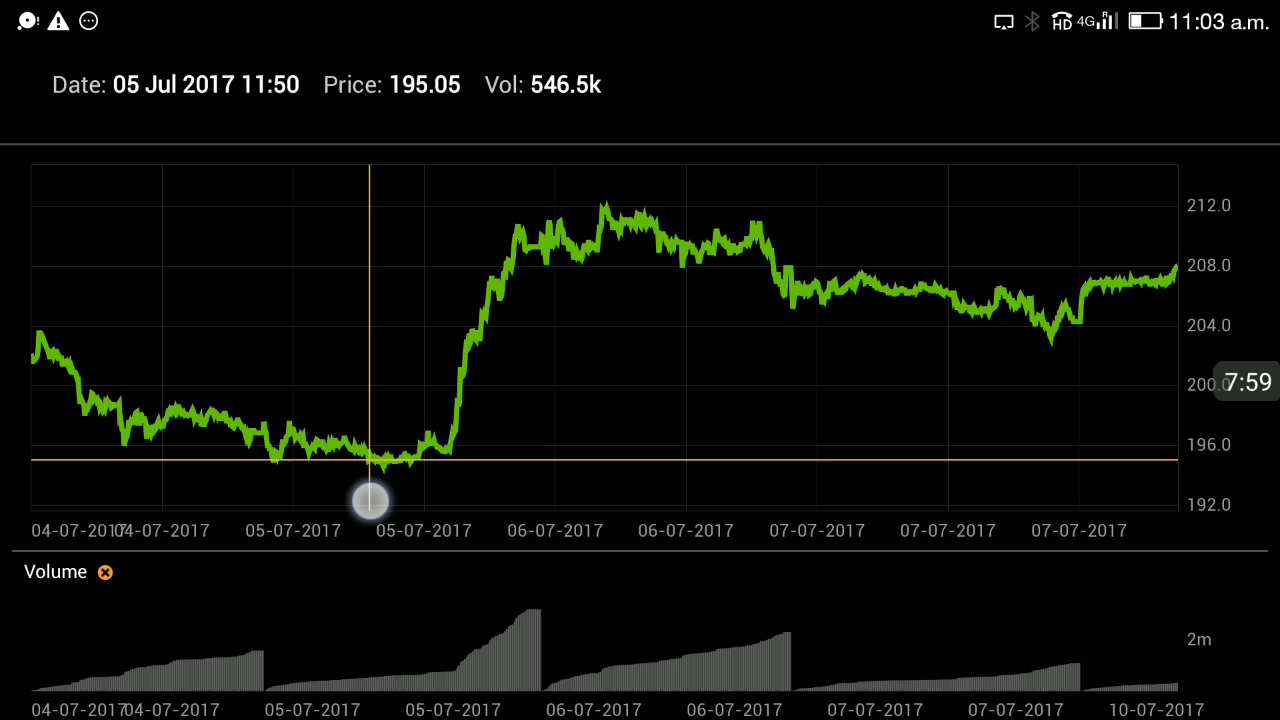 HD 4G R 11:03 a.m.
Date: 05 Jul 2017 11:50 Price: 195.05 Vol: 546.5k
212.0
208.0
204.0
200.0
7:59
196.0
192.0
04-07-2017 04-07-2017 05-07-2017 05-07-2017 06-07-2017 06-07-2017 07-07-2017 07-07-2017 07-07-2017
Volume
2m
04-07-2017 04-07-2017 05-07-2017 05-07-2017 06-07-2017 06-07-2017 07-07-2017 07-07-2017 10-07-2017